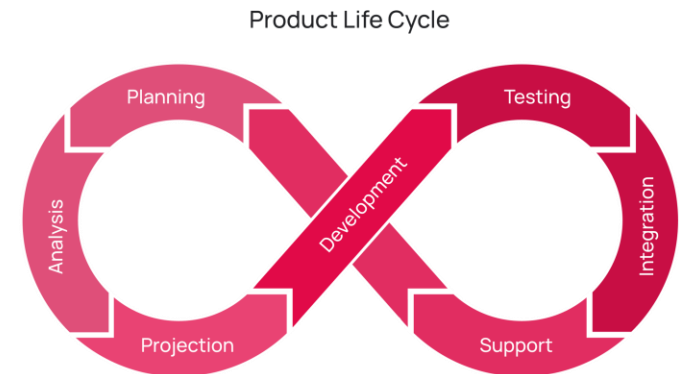 Product Life Cycle
Planning
Testing
Analysis
Development
Integration
Projection
Support